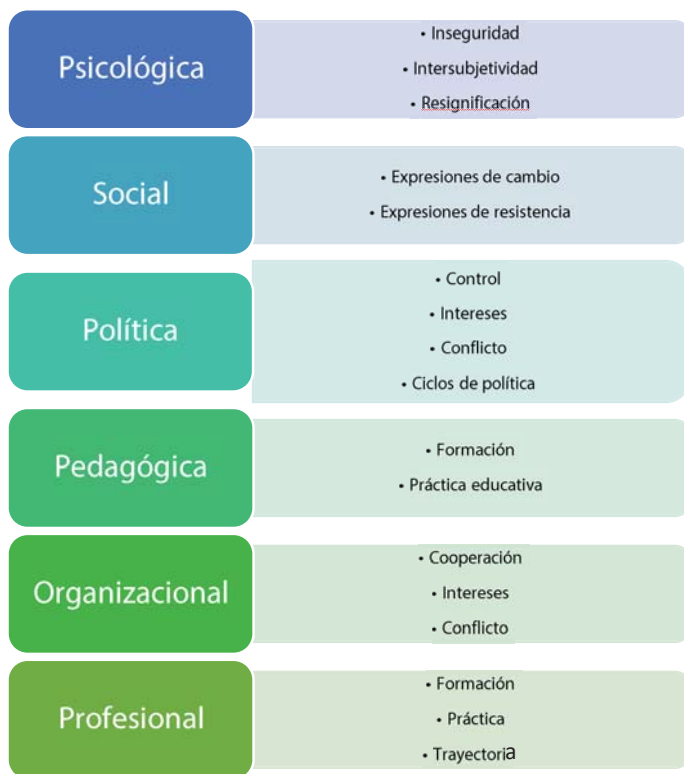 Psicológica
• Inseguridad
• Intersubjetividad
• Resignificación
Social
• Expresiones de cambio
• Expresiones de resistencia
Política
• Control
• Intereses
• Conflicto
• Ciclos de política
Pedagógica
• Formación
• Práctica educativa
Organizacional
• Cooperación
• Intereses
• Conflicto
Profesional
• Formación
• Práctica
• Trayectoria